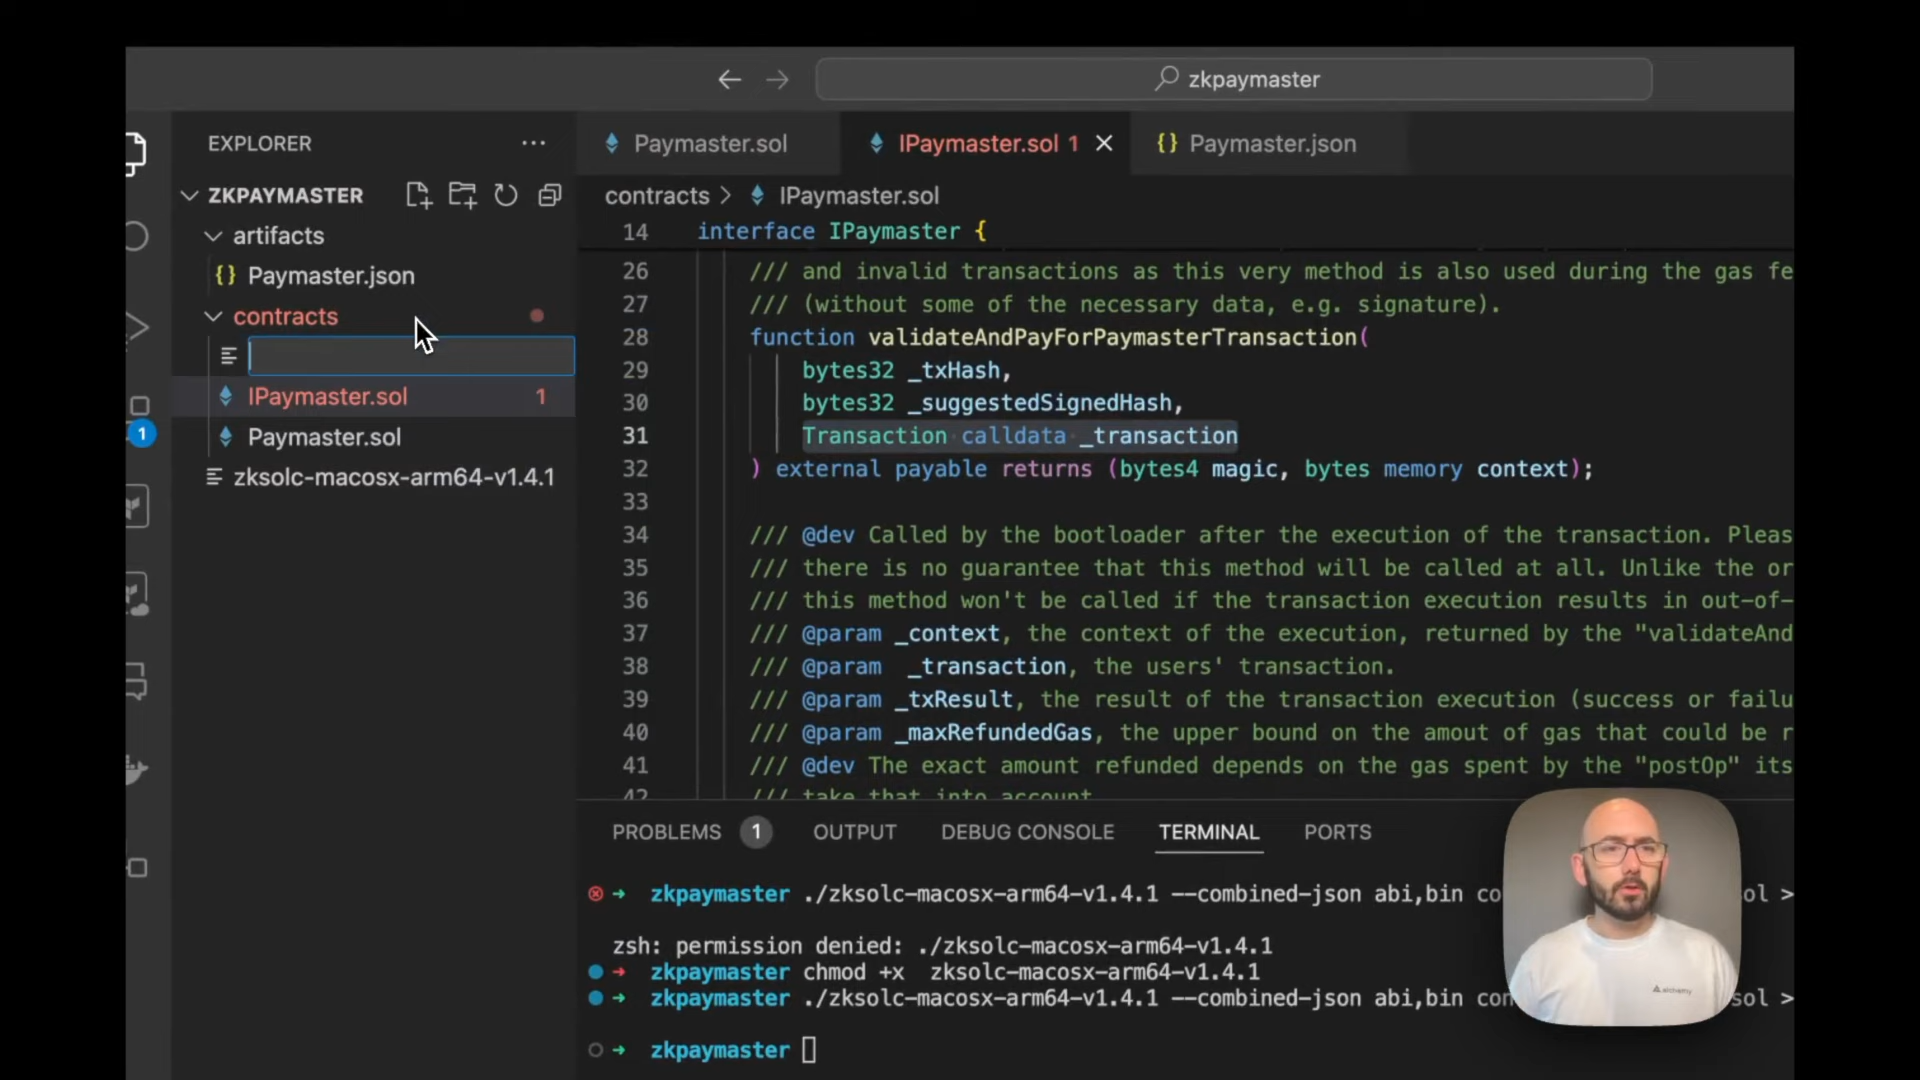 zkpaymaster
EXPLORER
ZKPAYMASTER
artifacts
{} Paymaster.json
contracts
IPaymaster.sol 1
Paymaster.sol
zksolc-macosx-arm64-v1.4.1
1
Paymaster.sol
IPaymaster.sol 1
{} Paymaster.json
contracts > IPaymaster.sol
14 interface IPaymaster {
26 /// and invalid transactions as this very method is also used during the gas fe
27 /// (without some of the necessary data, e.g. signature).
28 function validateAndPayForPaymasterTransaction(
29 bytes32 _txHash,
30 bytes32 _suggestedSignedHash,
31 Transaction calldata _transaction
32 ) external payable returns (bytes4 magic, bytes memory context);
33
34 /// @dev Called by the bootloader after the execution of the transaction. Pleas
35 /// there is no guarantee that this method will be called at all. Unlike the or
36 /// this method won't be called if the transaction execution results in out-of-
37 /// @param _context, the context of the execution, returned by the "validateAnd
38 /// @param _transaction, the users' transaction.
39 /// @param _txResult, the result of the transaction execution (success or failu
40 /// @param _maxRefundedGas, the upper bound on the amout of gas that could be r
41 /// @dev The exact amount refunded depends on the gas spent by the "postOp" its
42 /// take that into account
PROBLEMS 1 OUTPUT DEBUG CONSOLE TERMINAL PORTS
zkpaymaster ./zksolc-macosx-arm64-v1.4.1 --combined-json abi,bin co ol >
zsh: permission denied: ./zksolc-macosx-arm64-v1.4.1
zkpaymaster chmod +x zksolc-macosx-arm64-v1.4.1
zkpaymaster ./zksolc-macosx-arm64-v1.4.1 --combined-json abi,bin con sol >
zkpaymaster
alchemy